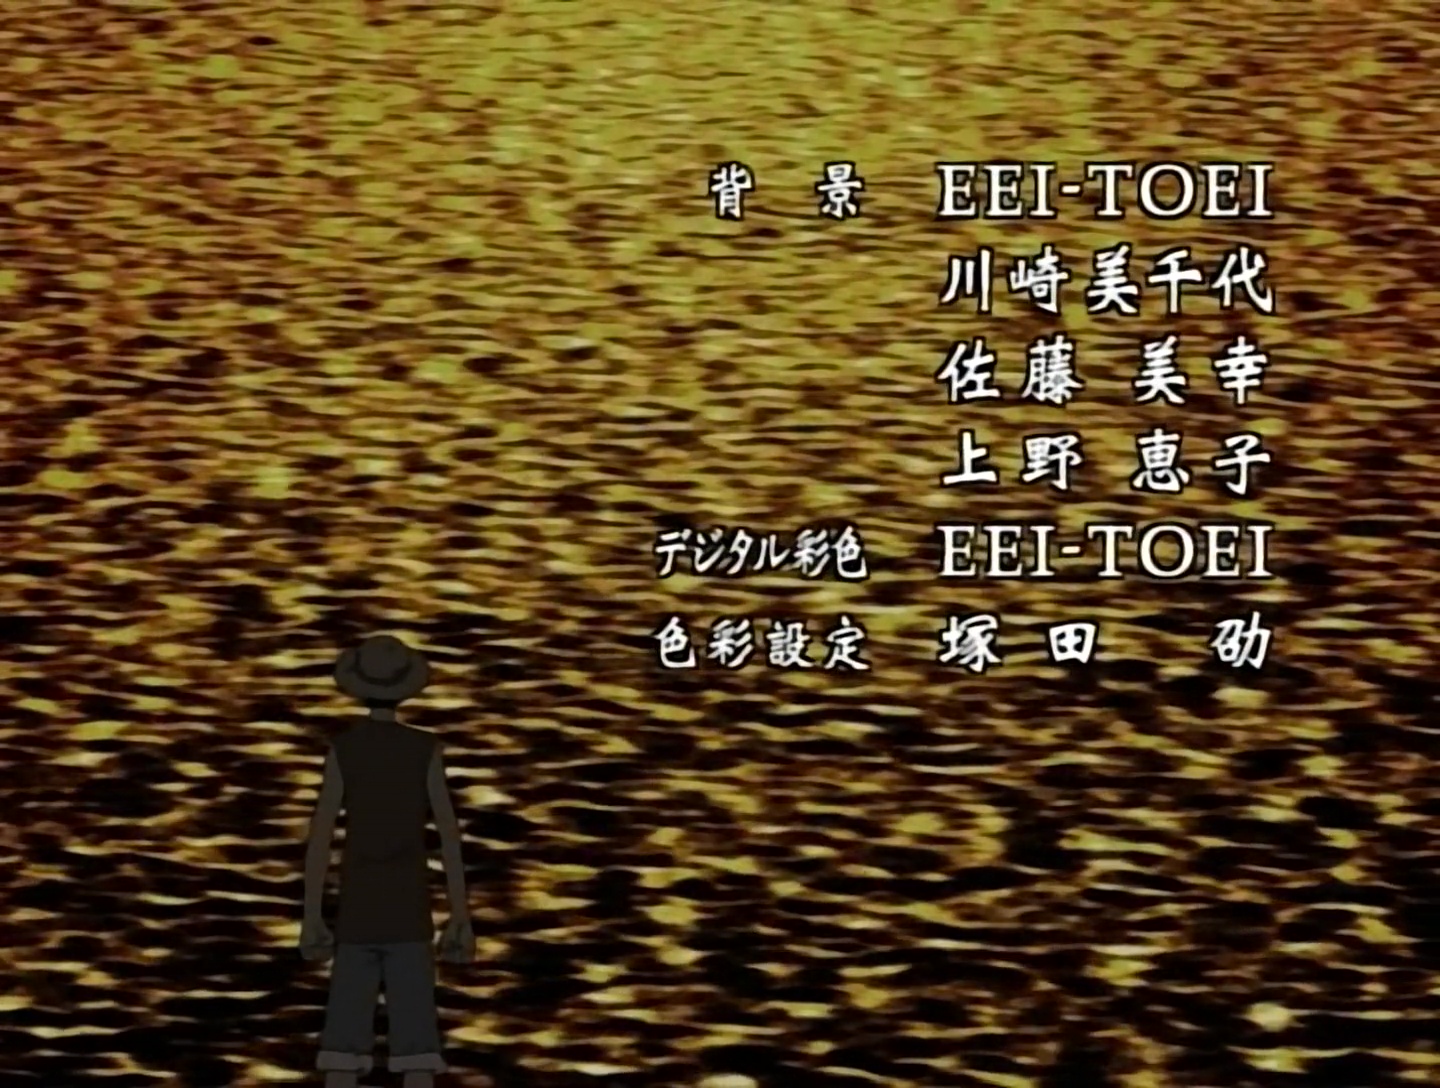 背 景 EEI-TOEI
川崎美千代
佐藤 美幸
上野 恵子
デジタル彩色 EEI-TOEI
色彩設定 塚田 劭